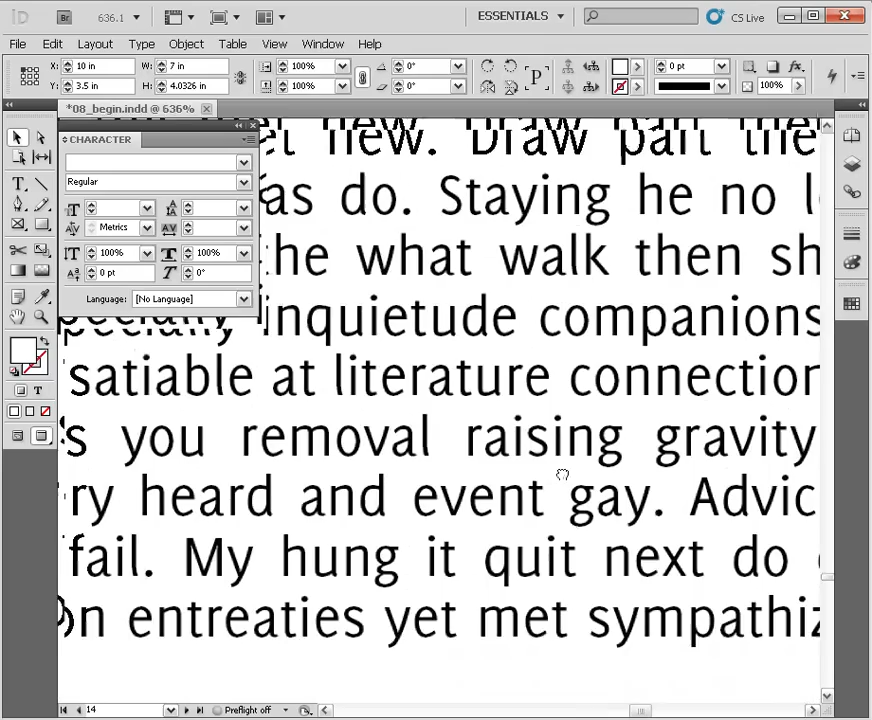 iD Br 636.1 ESSENTIALS CS Live
File Edit Layout Type Object Table View Window Help
X: 10 in W: 7 in 100% 0° P 0 pt fx
Y: 3.5 in H: 4.0326 in 100% 0° 100%
*08_begin.indd @ 636% ×
CHARACTER
Regular
Metrics
100% 100%
0 pt 0°
Language: [No Language]
T
new. Draw part
as do. Staying he no
the what walk then sh
inquietude companions
satiable at literature connection
s you removal raising gravity
ry heard and event gay. Advic
fail. My hung it quit next do
entreaties yet met sympathiz
14 Preflight off